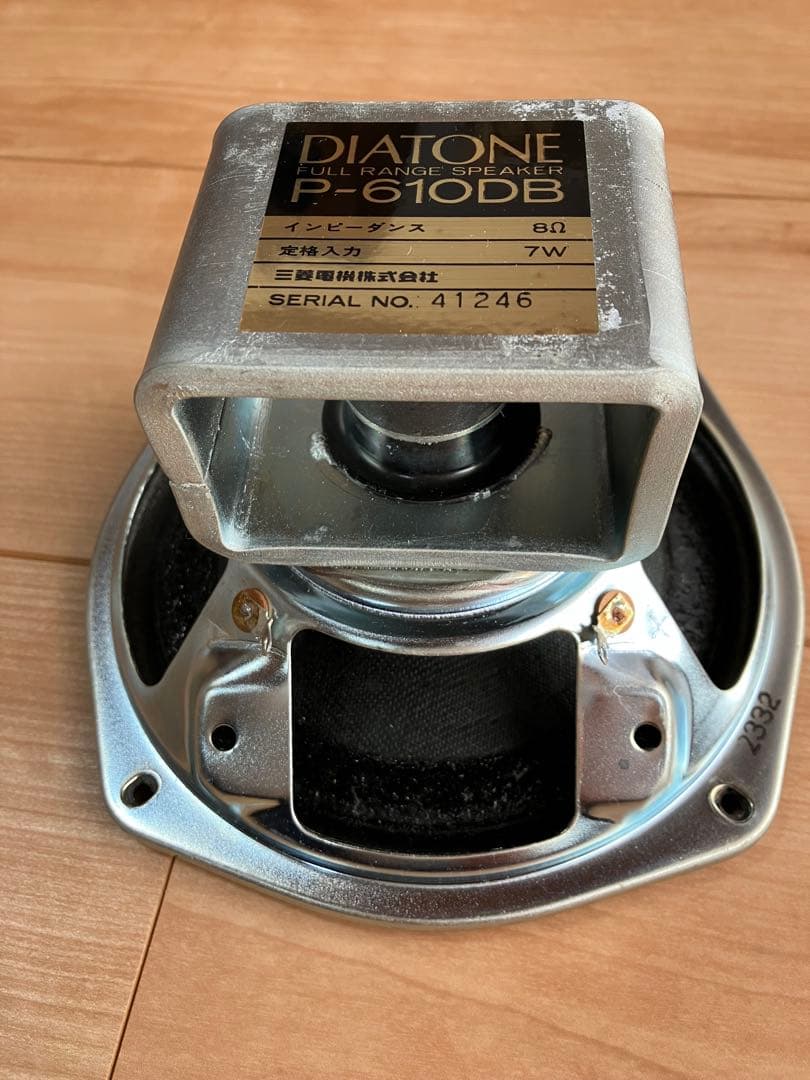 DIATONE
FULL RANGE SPEAKER
P-610DB
インピーダンス 8Ω
定格入力 7W
三菱電機株式会社
SERIAL NO. 41246
2332